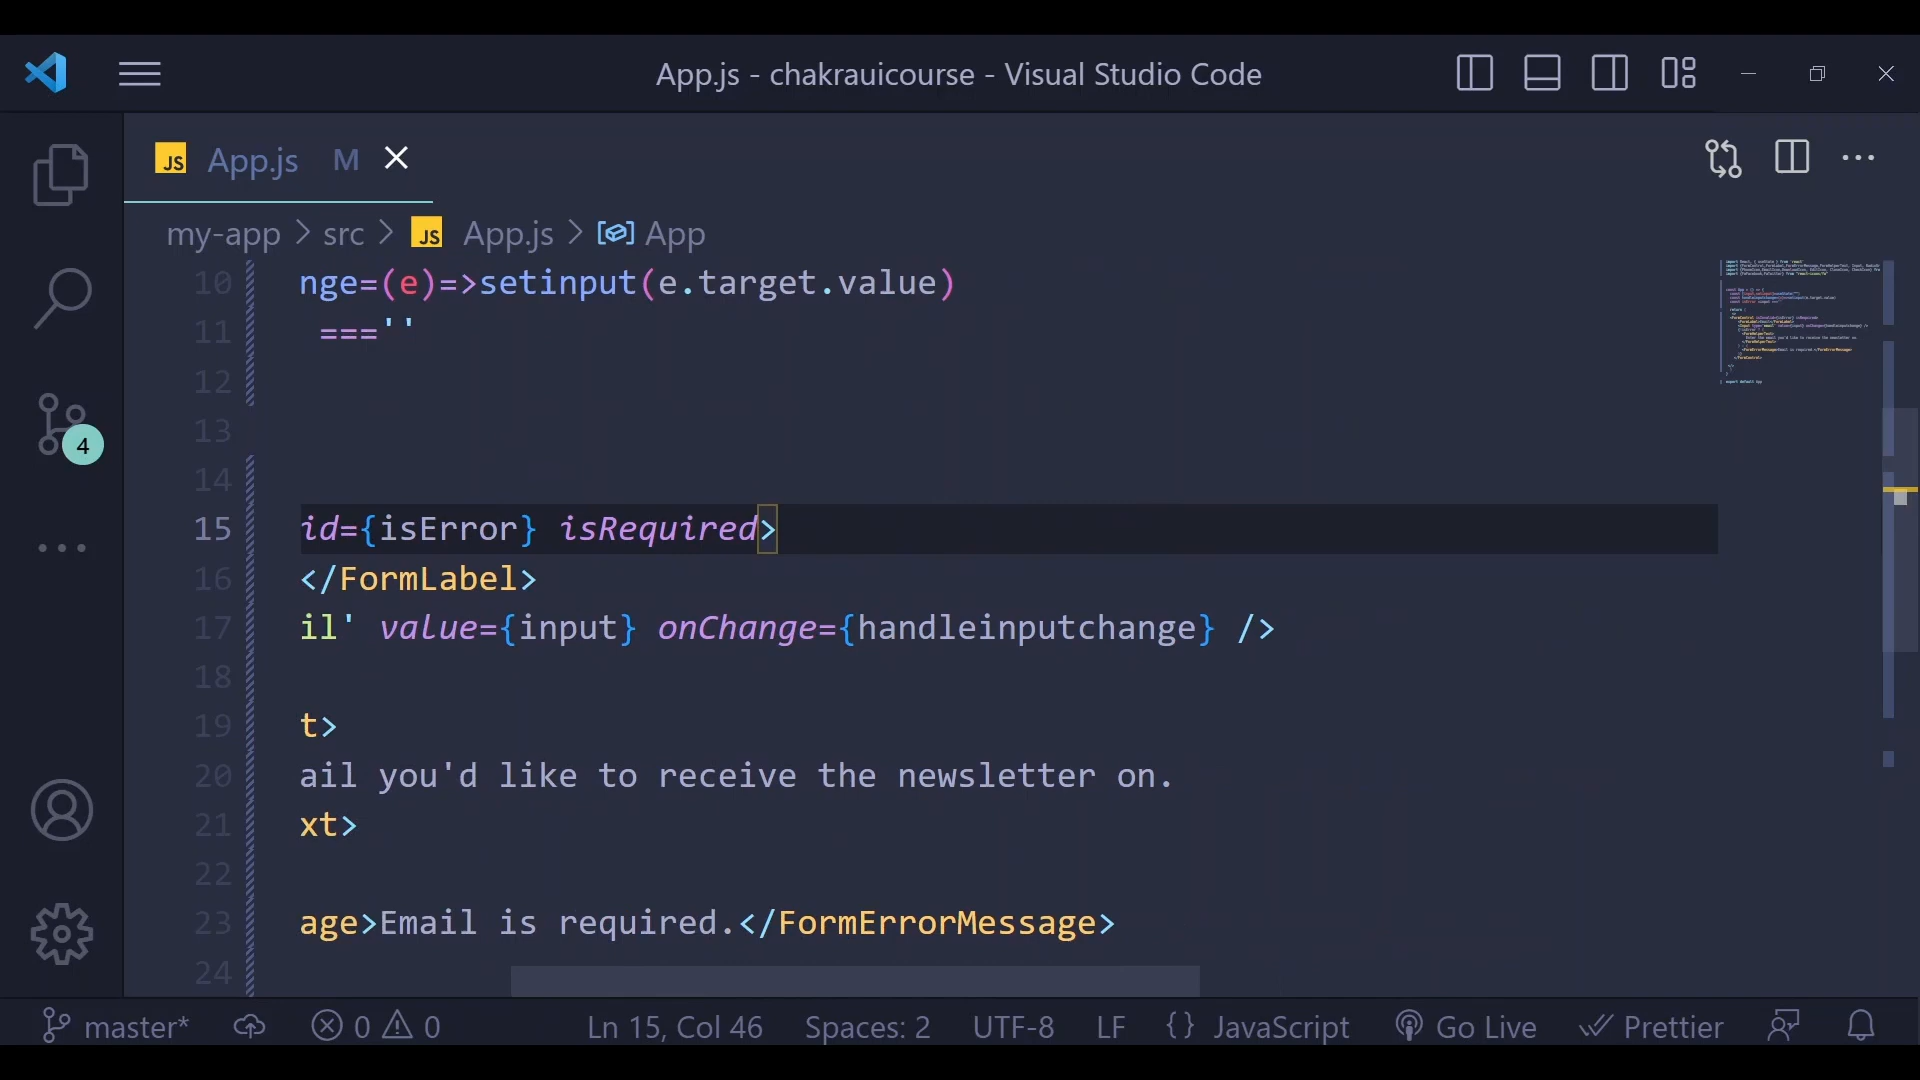 App.js - chakrauicourse - Visual Studio Code
JS App.js M
my-app > src > JS App.js > App
10 nge=(e)=>setinput(e.target.value)
11 ===''
12
13
14
15 id={isError} isRequired>
16 </FormLabel>
17 il' value={input} onChange={handleinputchange} />
18
19 t>
20 ail you'd like to receive the newsletter on.
21 xt>
22
23 age>Email is required.</FormErrorMessage>
24
4
master* 0 0 Ln 15, Col 46 Spaces: 2 UTF-8 LF {} JavaScript Go Live Prettier